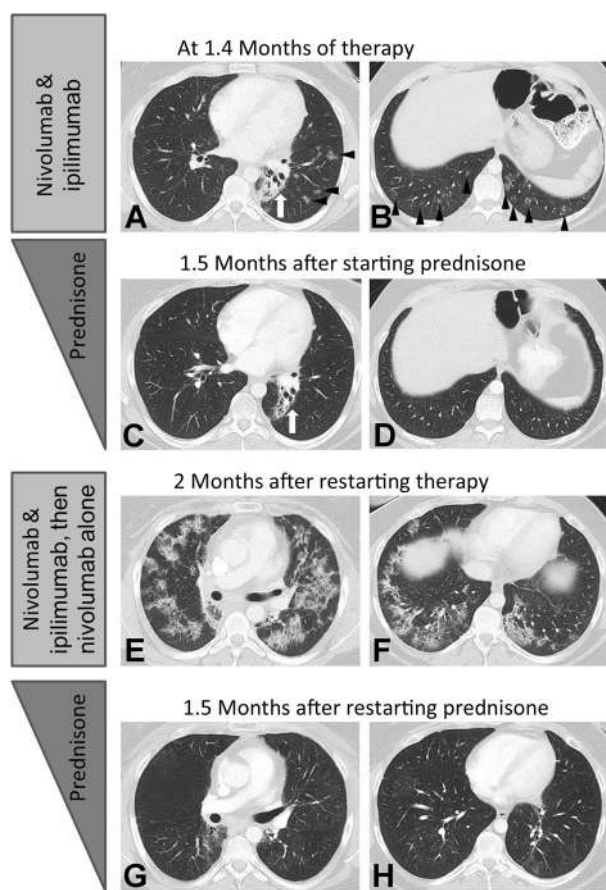 At 1.4 Months of therapy
Nivolumab &
ipilimumab
A
B
1.5 Months after starting prednisone
Prednisone
C
D
2 Months after restarting therapy
Nivolumab &
ipilimumab, then
nivolumab alone
E
F
1.5 Months after restarting prednisone
Prednisone
G
H